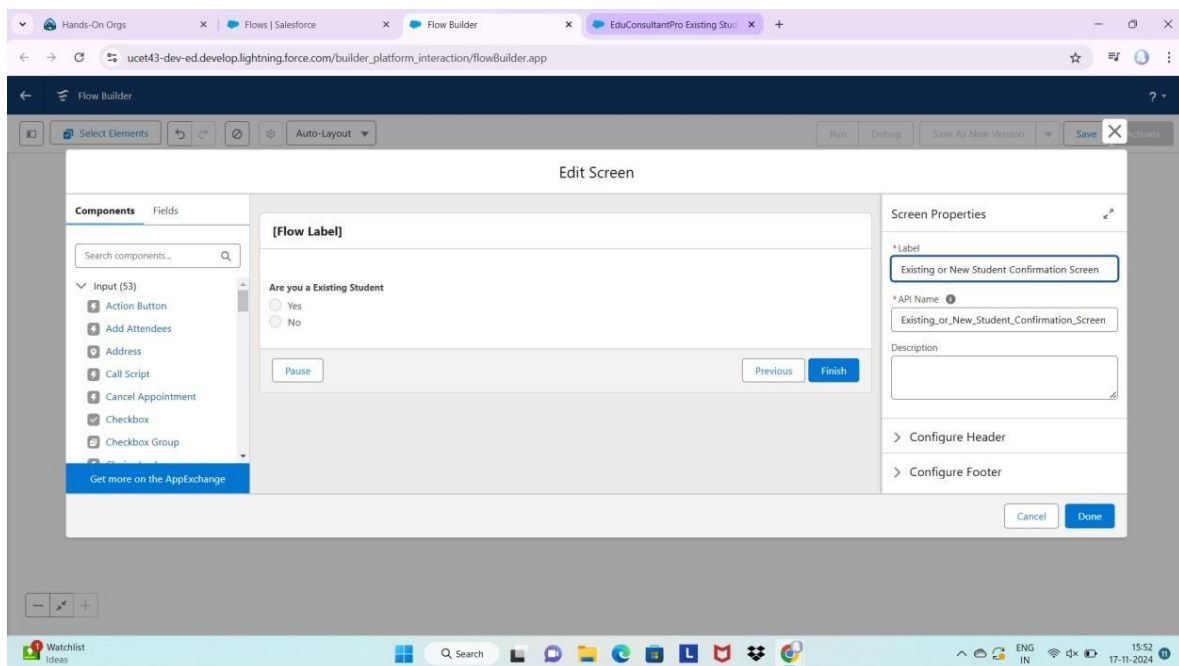 Hands-On Orgs
Flows | Salesforce
Flow Builder
EduConsultantPro Existing Stud
ucet43-dev-ed.develop.lightning.force.com/builder_platform_interaction/flowBuilder.app
Flow Builder
?
Select Elements
Auto-Layout
Run
Debug
Save As New Version
Save
Activate
Edit Screen
Components
Fields
Search components...
Input (53)
Action Button
Add Attendees
Address
Call Script
Cancel Appointment
Checkbox
Checkbox Group
Get more on the AppExchange
[Flow Label]
Are you a Existing Student
Yes
No
Pause
Previous
Finish
Screen Properties
*Label
Existing or New Student Confirmation Screen
*API Name
Existing_or_New_Student_Confirmation_Screen
Description
Configure Header
Configure Footer
Cancel
Done
1
Watchlist
Ideas
Search
L
ENG
IN
15:52
17-11-2024